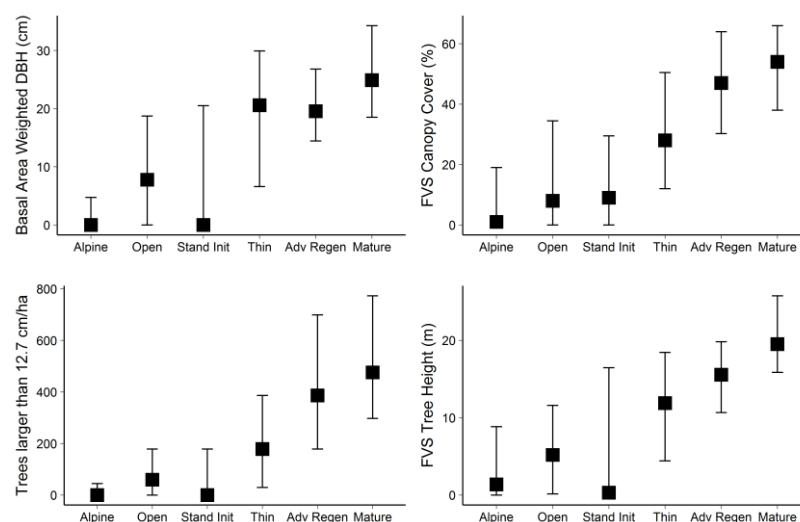 Basal Area Weighted DBH (cm)
30
20
10
0
Alpine Open Stand Init Thin Adv Regen Mature
FVS Canopy Cover (%)
60
40
20
0
Alpine Open Stand Init Thin Adv Regen Mature
Trees larger than 12.7 cm/ha
800
600
400
200
0
Alpine Open Stand Init Thin Adv Regen Mature
FVS Tree Height (m)
20
10
0
Alpine Open Stand Init Thin Adv Regen Mature